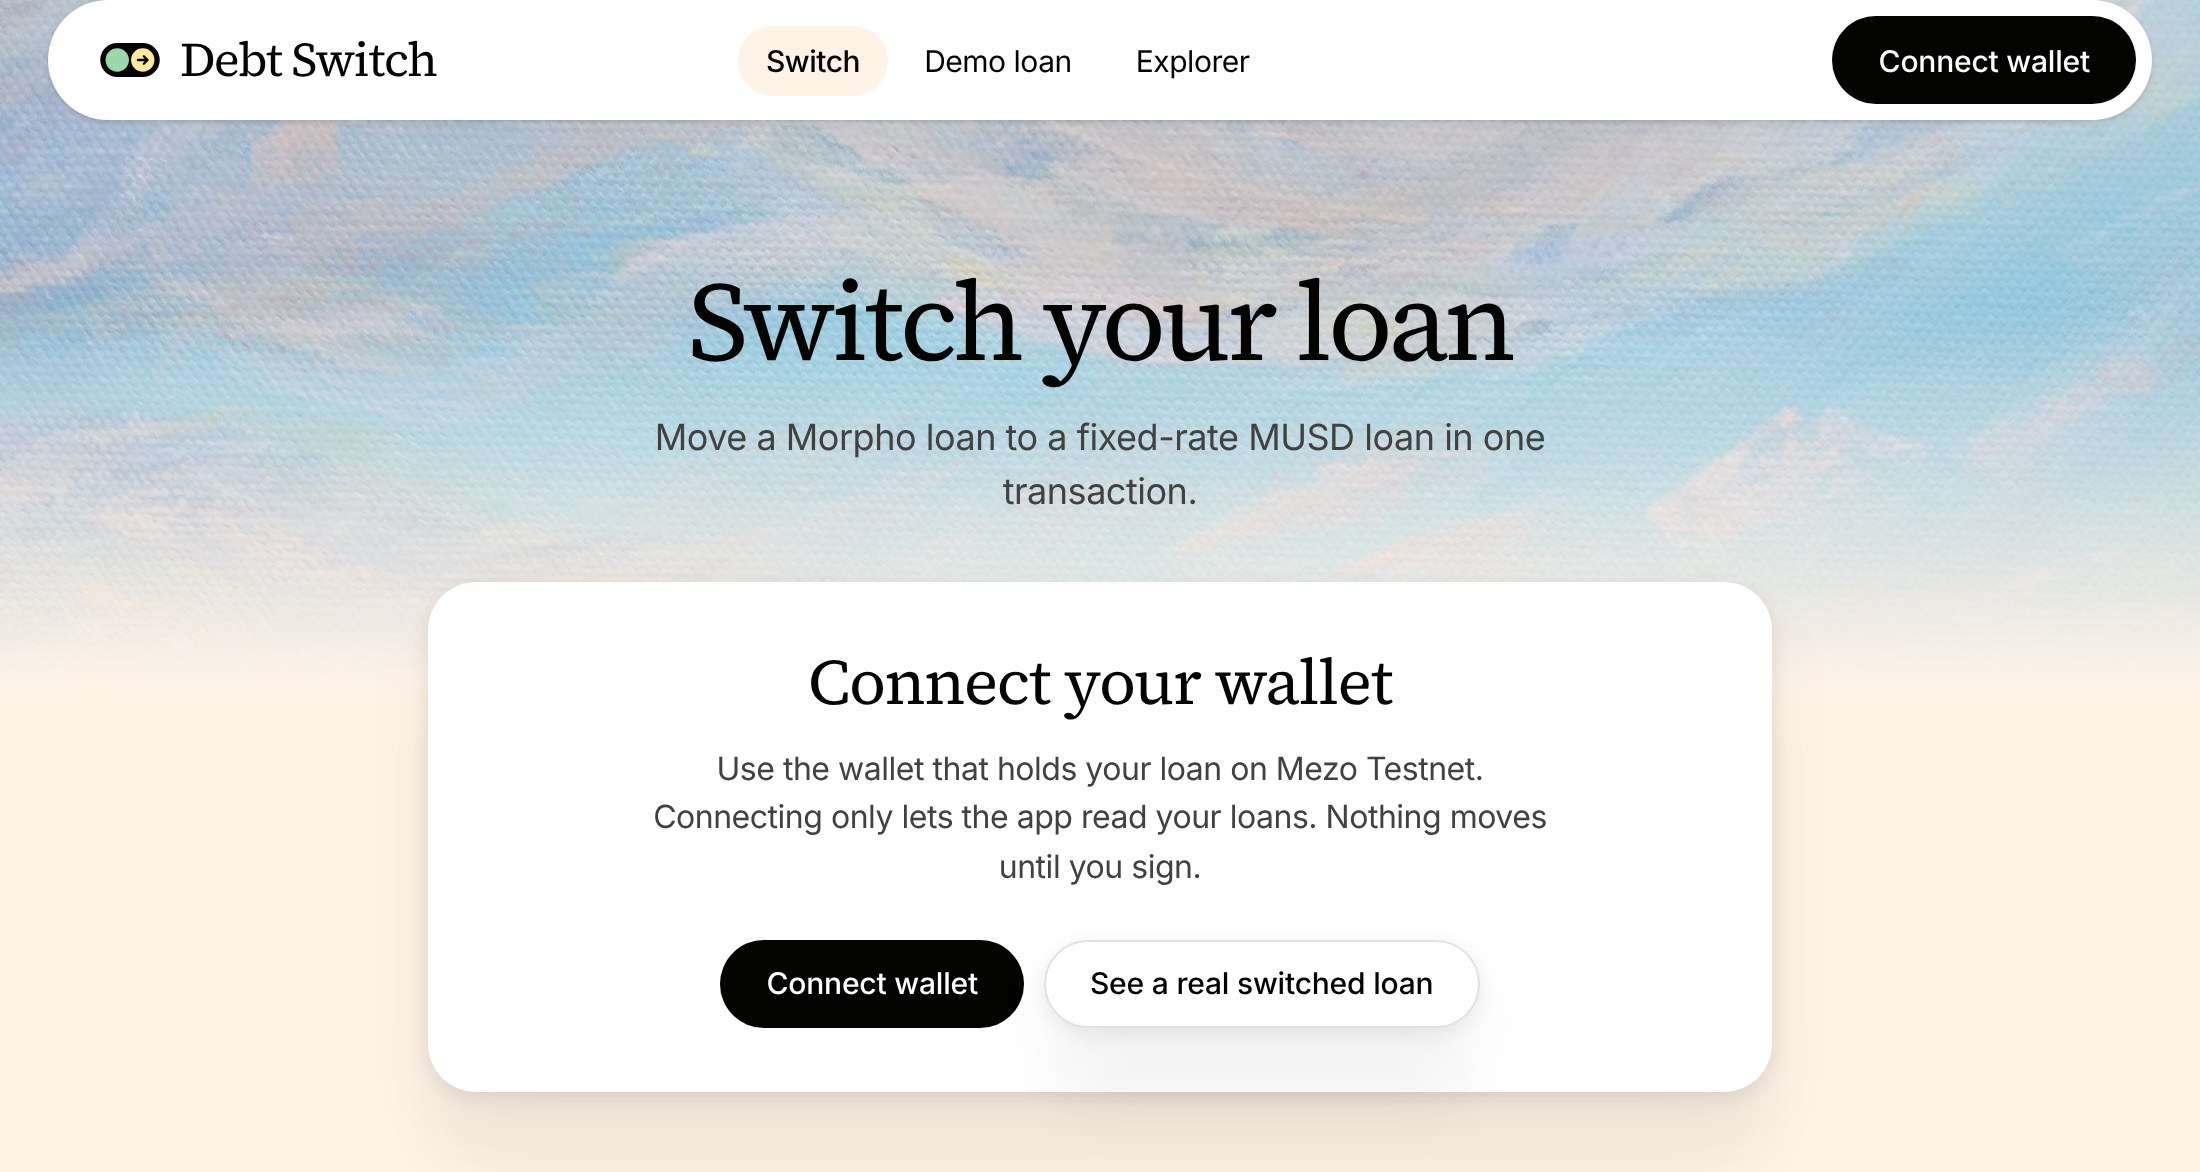 Debt Switch
Switch
Demo loan
Explorer
Connect wallet
Switch your loan
Move a Morpho loan to a fixed-rate MUSD loan in one
transaction.
Connect your wallet
Use the wallet that holds your loan on Mezo Testnet.
Connecting only lets the app read your loans. Nothing moves
until you sign.
Connect wallet
See a real switched loan